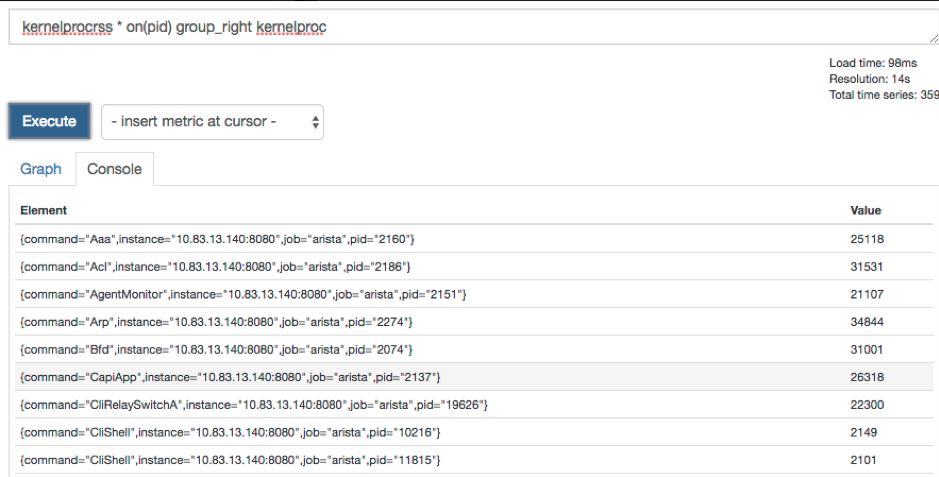 kernelprocrss * on(pid) group_right kernelproc
Load time: 98ms
Resolution: 14s
Total time series: 359
Execute
- insert metric at cursor -
Graph
Console
Element Value
{command="Aaa",instance="10.83.13.140:8080",job="arista",pid="2160"} 25118
{command="Acl",instance="10.83.13.140:8080",job="arista",pid="2186"} 31531
{command="AgentMonitor",instance="10.83.13.140:8080",job="arista",pid="2151"} 21107
{command="Arp",instance="10.83.13.140:8080",job="arista",pid="2274"} 34844
{command="Bfd",instance="10.83.13.140:8080",job="arista",pid="2074"} 31001
{command="CapiApp",instance="10.83.13.140:8080",job="arista",pid="2137"} 26318
{command="CliRelaySwitchA",instance="10.83.13.140:8080",job="arista",pid="19626"} 22300
{command="CliShell",instance="10.83.13.140:8080",job="arista",pid="10216"} 2149
{command="CliShell",instance="10.83.13.140:8080",job="arista",pid="11815"} 2101